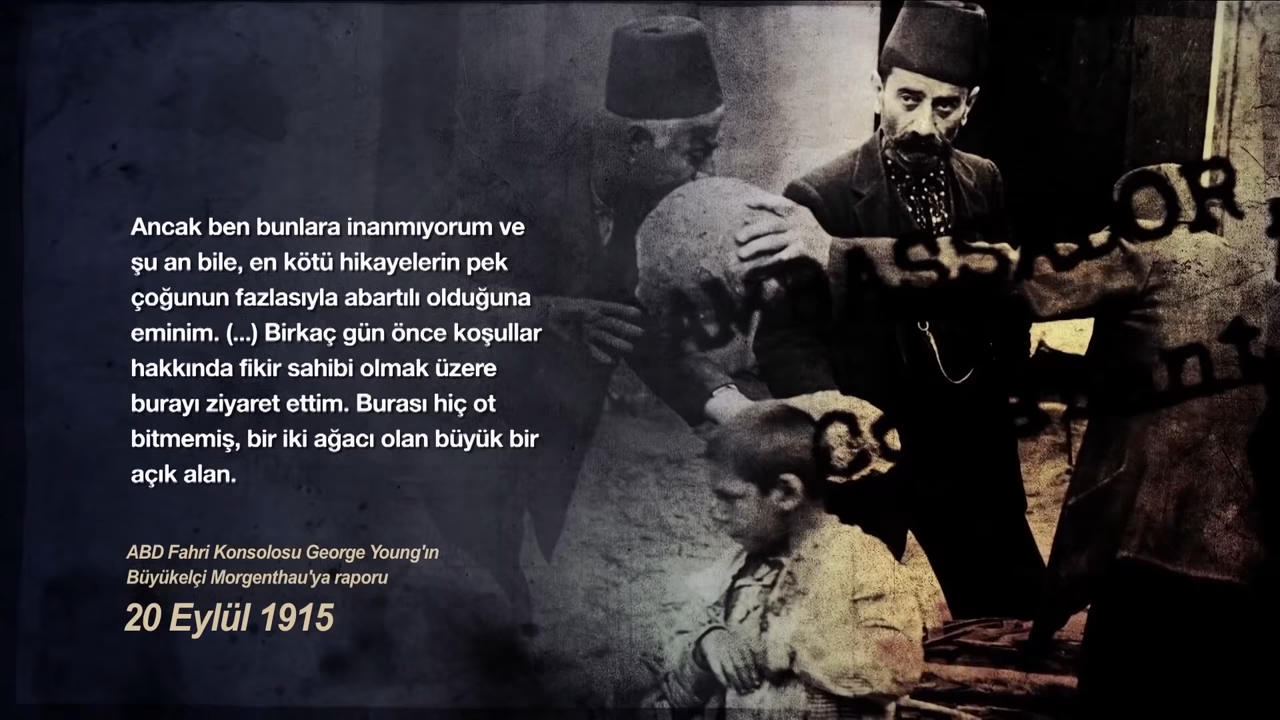 Ancak ben bunlara inanmıyorum ve
şu an bile, en kötü hikayelerin pek
çoğunun fazlasıyla abartılı olduğuna
eminim. (...) Birkaç gün önce koşullar
hakkında fikir sahibi olmak üzere
burayı ziyaret ettim. Burası hiç ot
bitmemiş, bir iki ağacı olan büyük bir
açık alan.
ABD Fahri Konsolosu George Young'ın
Büyükelçi Morgenthau'ya raporu
20 Eylül 1915